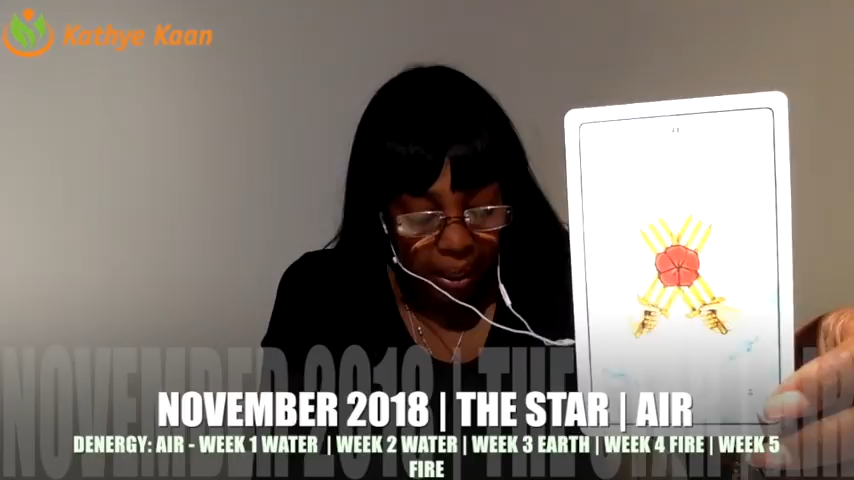 Kathye Kaan
NOVEMBER 2018 | THE STAR | AIR
DENERGY: AIR - WEEK 1 WATER | WEEK 2 WATER | WEEK 3 EARTH | WEEK 4 FIRE | WEEK 5
FIRE